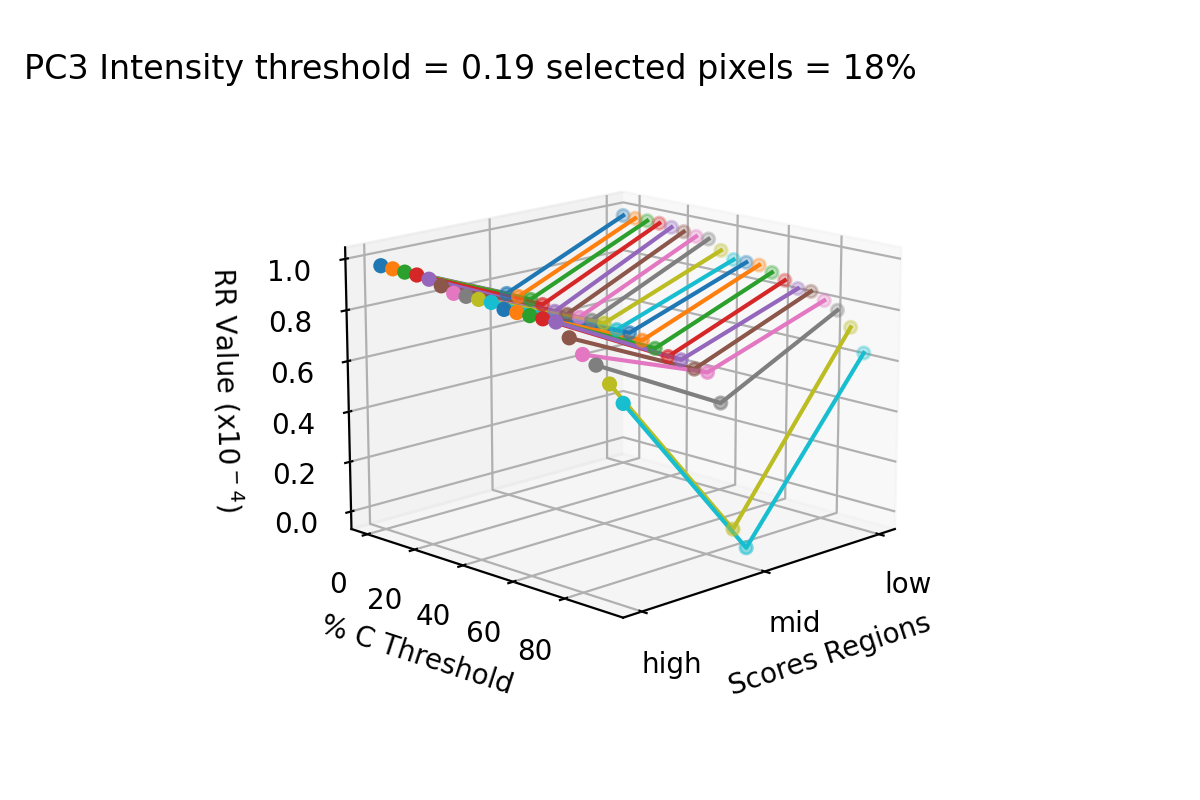 PC3 Intensity threshold = 0.19 selected pixels = 18%
RR Value (x10⁻⁴)
1.0
0.8
0.6
0.4
0.2
0.0
0
20
40
60
80
% C Threshold
high
mid
low
Scores Regions